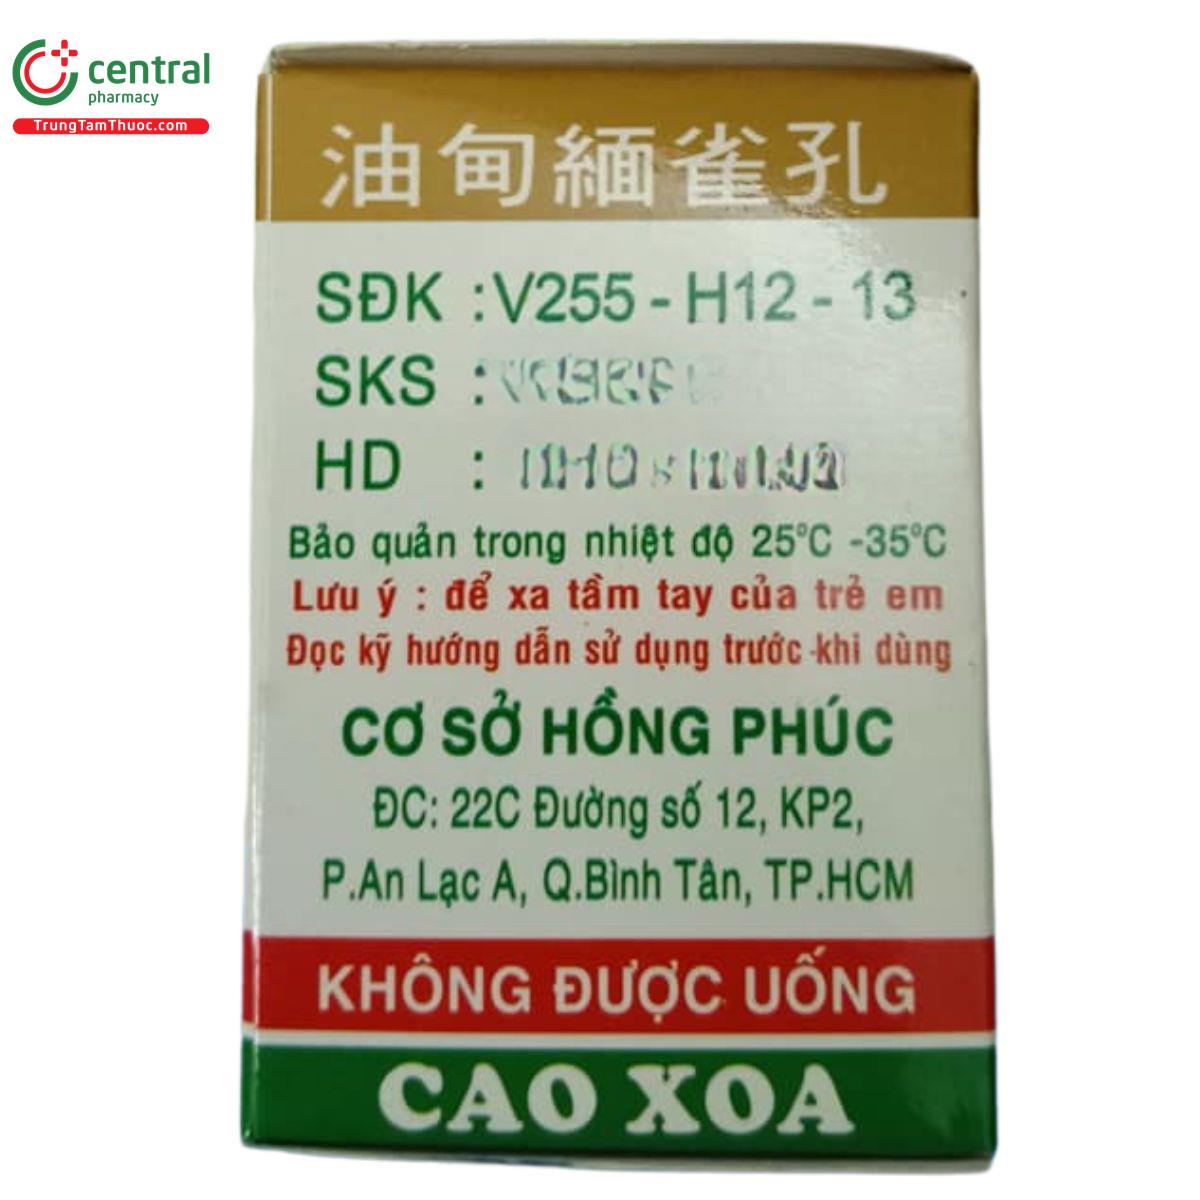 central
pharmacy
TrungTamThuoc.com
油甸緬雀孔
SĐK : V255 - H12 - 13
SKS :
HD :
Bảo quản trong nhiệt độ 25°C -35°C
Lưu ý : để xa tầm tay của trẻ em
Đọc kỹ hướng dẫn sử dụng trước khi dùng
CƠ SỞ HỒNG PHÚC
ĐC: 22C Đường số 12, KP2,
P.An Lạc A, Q.Bình Tân, TP.HCM
KHÔNG ĐƯỢC UỐNG
CAO XOA